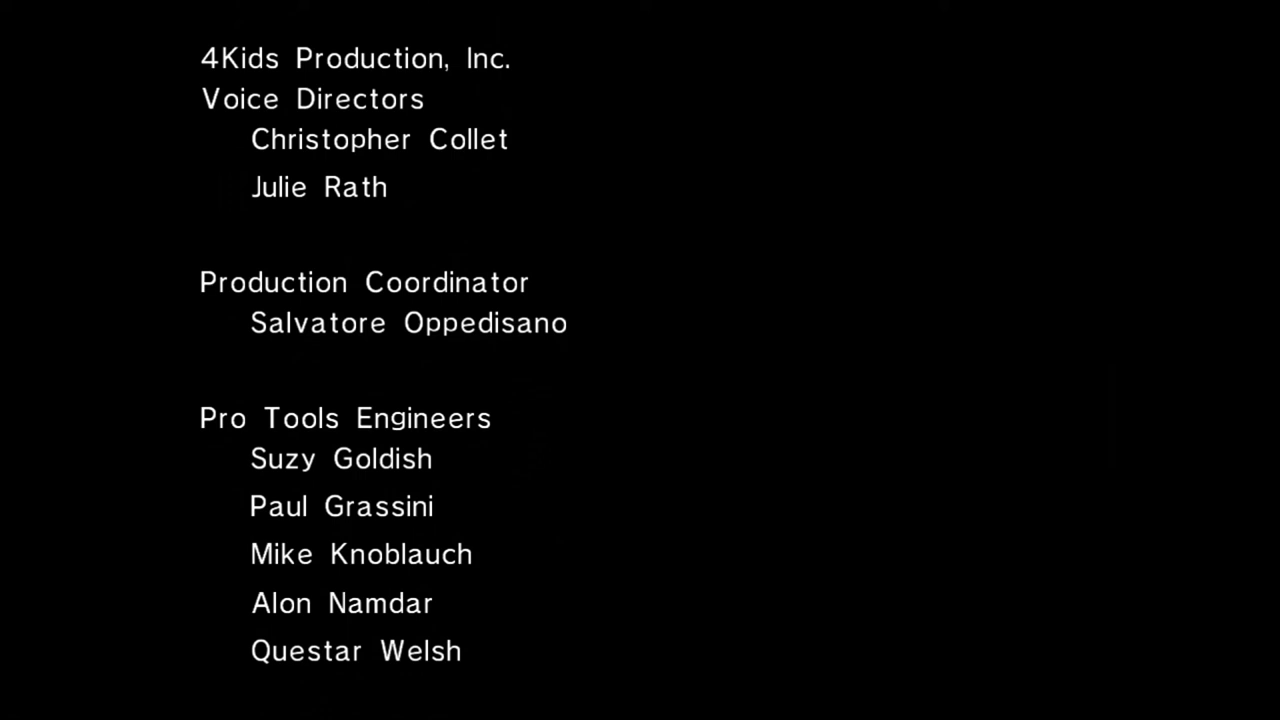 4Kids Production, Inc.
Voice Directors
Christopher Collet
Julie Rath
Production Coordinator
Salvatore Oppedisano
Pro Tools Engineers
Suzy Goldish
Paul Grassini
Mike Knoblauch
Alon Namdar
Questar Welsh